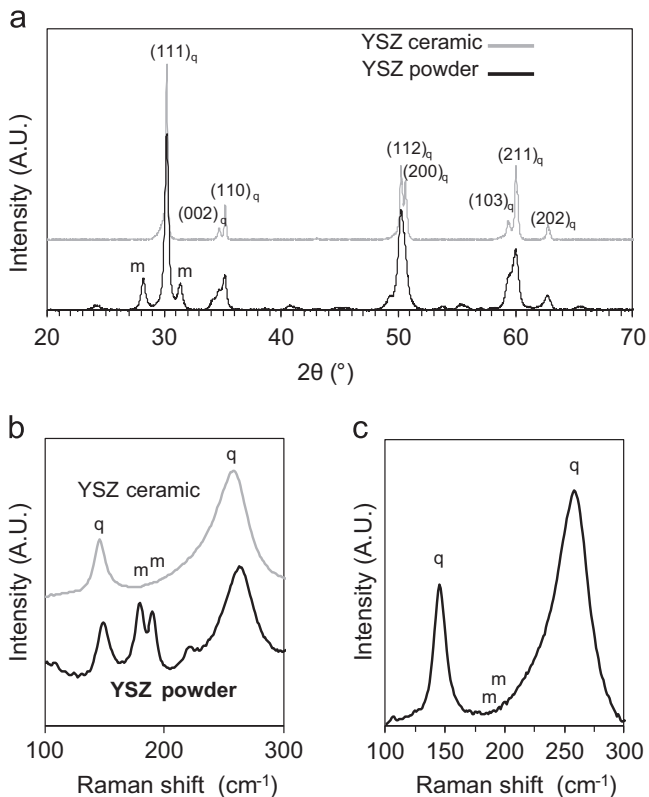 a
YSZ ceramic
YSZ powder
(111)q
(002)q
(110)q
(112)q
(200)q
(103)q
(211)q
(202)q
m
m
Intensity (A.U.)
20 30 40 50 60 70
2θ (°)
b
YSZ ceramic
q
q
m
m
YSZ powder
Intensity (A.U.)
100 200 300
Raman shift (cm-1)
c
q
q
m
m
Intensity (A.U.)
100 150 200 250 300
Raman shift (cm-1)